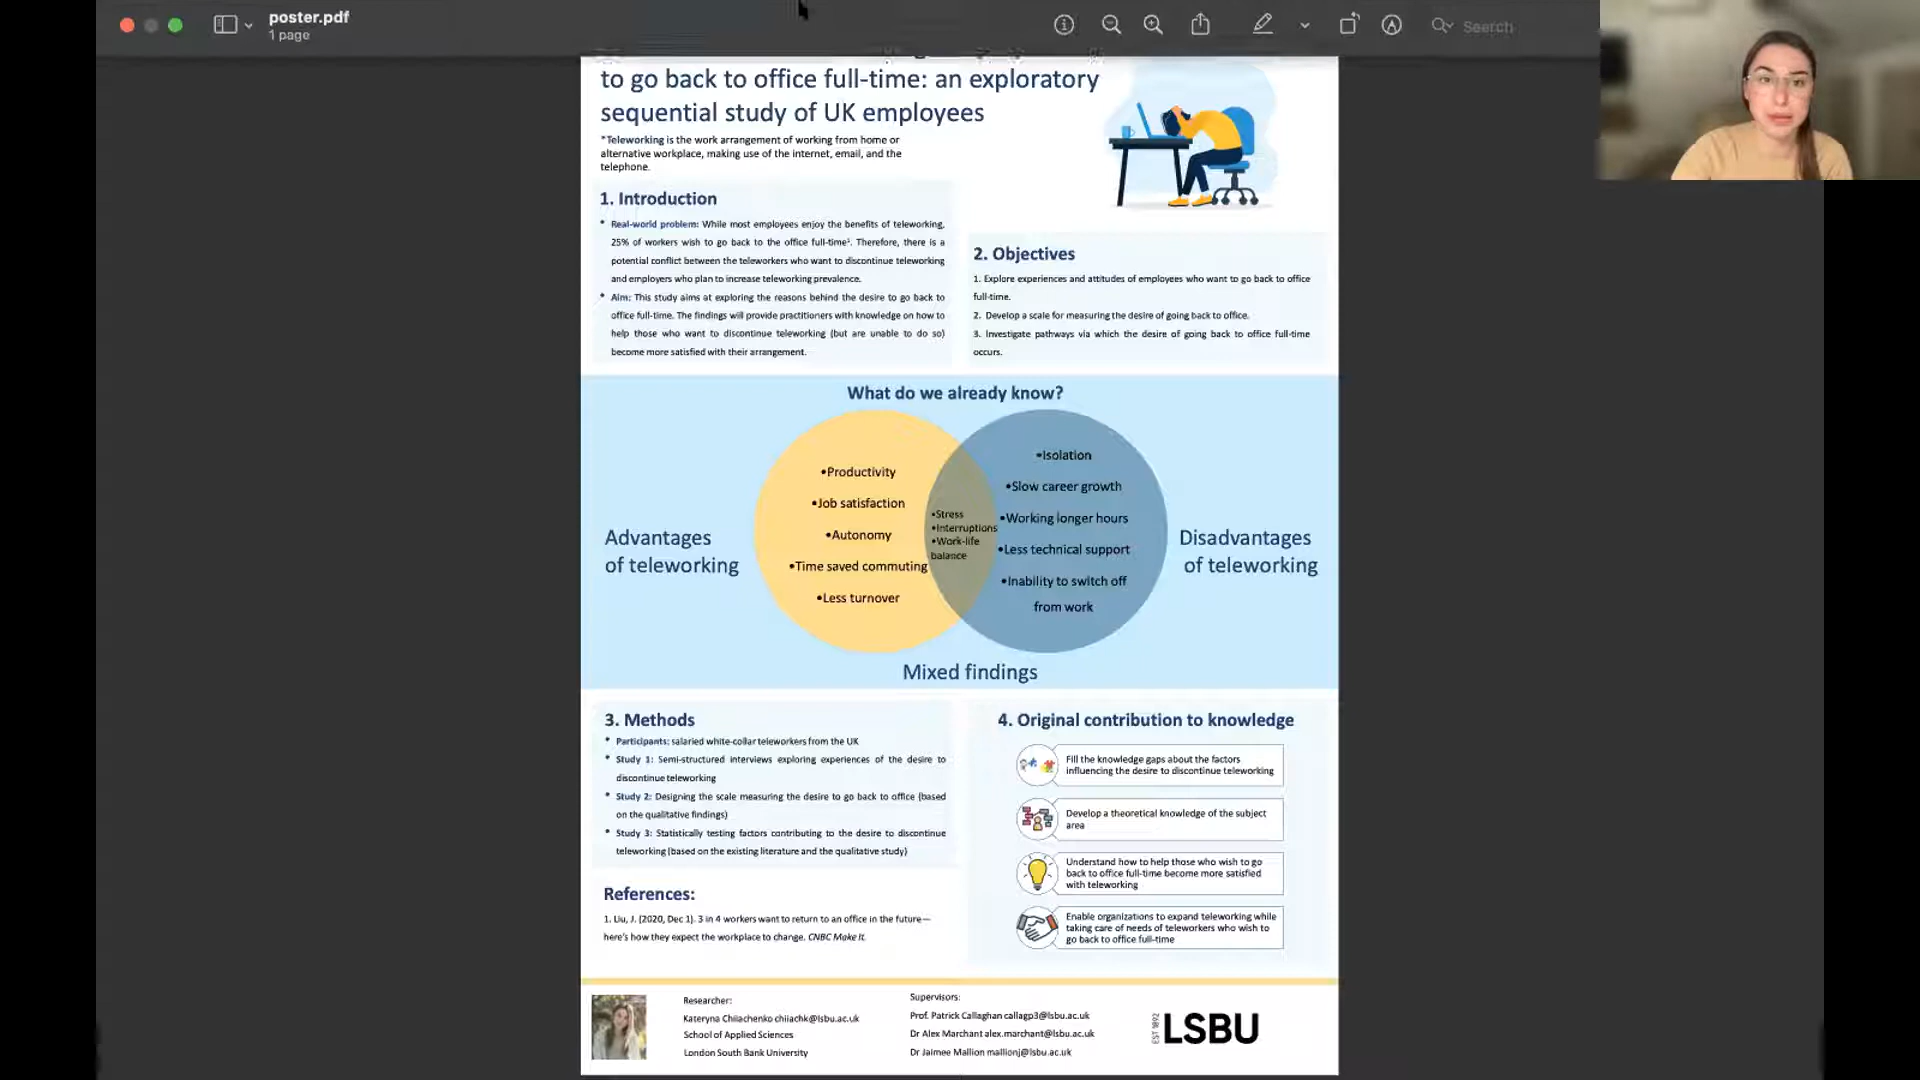 poster.pdf
1 page
Search
to go back to office full-time: an exploratory
sequential study of UK employees
*Teleworking is the work arrangement of working from home or
alternative workplace, making use of the internet, email, and the
telephone.
1. Introduction
• Real-world problem: While most employees enjoy the benefits of teleworking,
25% of workers wish to go back to the office full-time¹. Therefore, there is a
potential conflict between the teleworkers who want to discontinue teleworking
and employers who plan to increase teleworking prevalence.
• Aim: This study aims at exploring the reasons behind the desire to go back to
office full-time. The findings will provide practitioners with knowledge on how to
help those who want to discontinue teleworking (but are unable to do so)
become more satisfied with their arrangement.
2. Objectives
1. Explore experiences and attitudes of employees who want to go back to office
full-time.
2. Develop a scale for measuring the desire of going back to office.
3. Investigate pathways via which the desire of going back to office full-time
occurs.
What do we already know?
Advantages
of teleworking
•Productivity
•Job satisfaction
•Autonomy
•Time saved commuting
•Less turnover
•Stress
•Interruptions
•Work-life
balance
•Isolation
•Slow career growth
•Working longer hours
•Less technical support
•Inability to switch off
from work
Disadvantages
of teleworking
Mixed findings
3. Methods
• Participants: salaried white-collar teleworkers from the UK
• Study 1: Semi-structured interviews exploring experiences of the desire to
discontinue teleworking
• Study 2: Designing the scale measuring the desire to go back to office (based
on the qualitative findings)
• Study 3: Statistically testing factors contributing to the desire to discontinue
teleworking (based on the existing literature and the qualitative study)
References:
1. Liu, J. (2020, Dec 1). 3 in 4 workers want to return to an office in the future—
here's how they expect the workplace to change. CNBC Make It.
4. Original contribution to knowledge
Fill the knowledge gaps about the factors
influencing the desire to discontinue teleworking
Develop a theoretical knowledge of the subject
area
Understand how to help those who wish to go
back to office full-time become more satisfied
with teleworking
Enable organizations to expand teleworking while
taking care of needs of teleworkers who wish to
go back to office full-time
Researcher:
Kateryna Chiiachenko chiiachk@lsbu.ac.uk
School of Applied Sciences
London South Bank University
Supervisors:
Prof. Patrick Callaghan callagp3@lsbu.ac.uk
Dr Alex Marchant alex.marchant@lsbu.ac.uk
Dr Jaimee Mallion mallionj@lsbu.ac.uk
EST 1892
LSBU